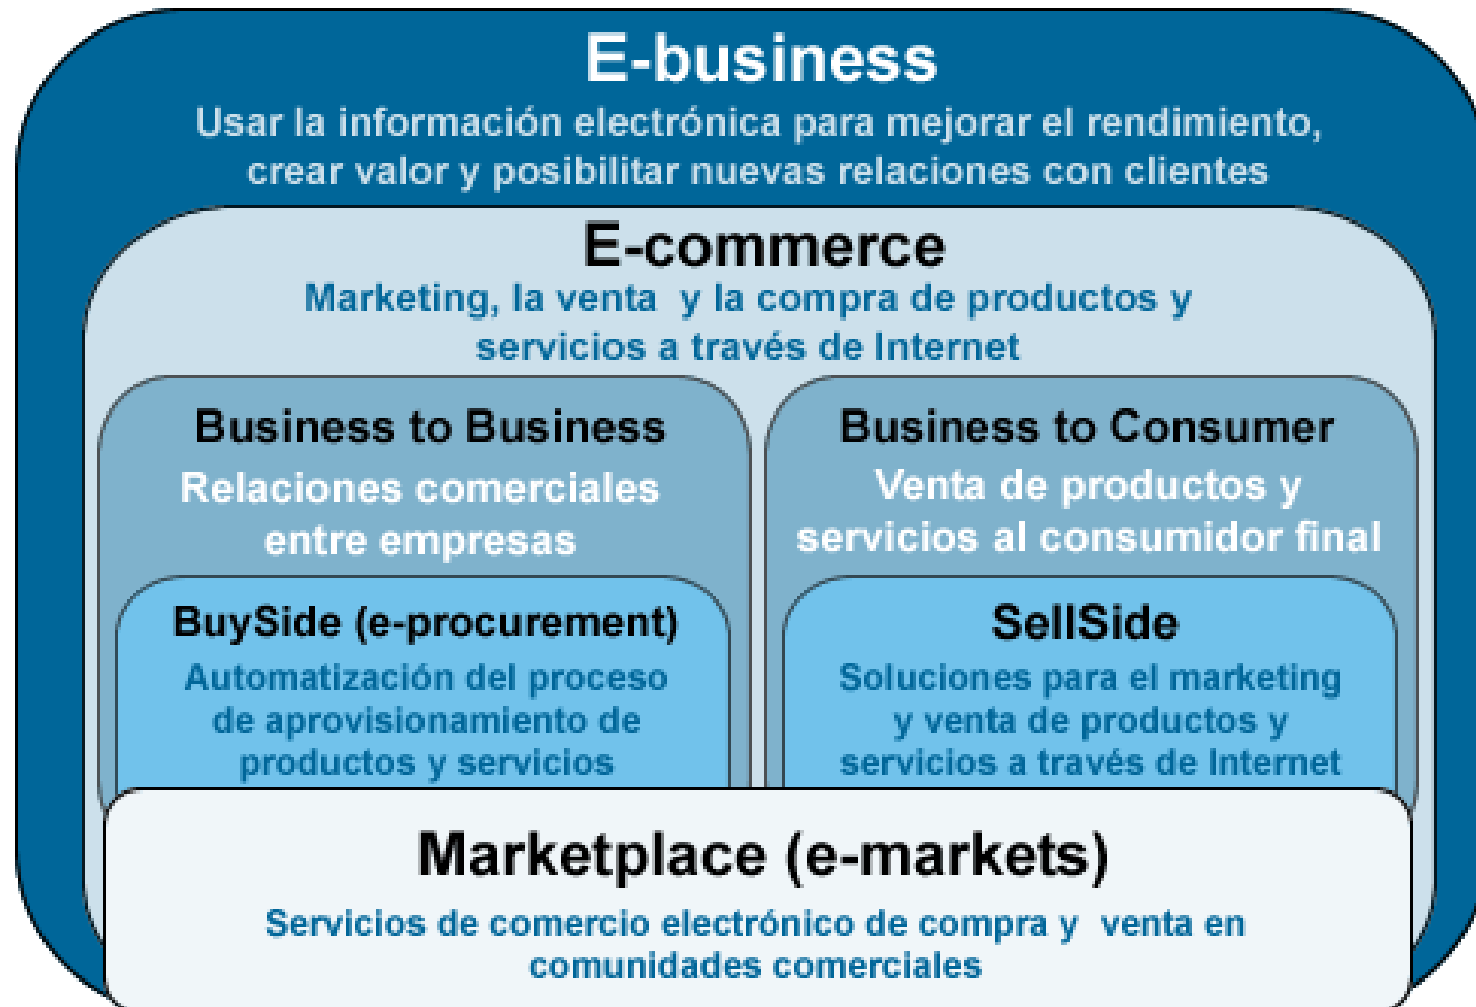 E-business
Usar la información electrónica para mejorar el rendimiento,
crear valor y posibilitar nuevas relaciones con clientes
E-commerce
Marketing, la venta y la compra de productos y
servicios a través de Internet
Business to Business
Relaciones comerciales
entre empresas
BuySide (e-procurement)
Automatización del proceso
de aprovisionamiento de
productos y servicios
Business to Consumer
Venta de productos y
servicios al consumidor final
SellSide
Soluciones para el marketing
y venta de productos y
servicios a través de Internet
Marketplace (e-markets)
Servicios de comercio electrónico de compra y venta en
comunidades comerciales